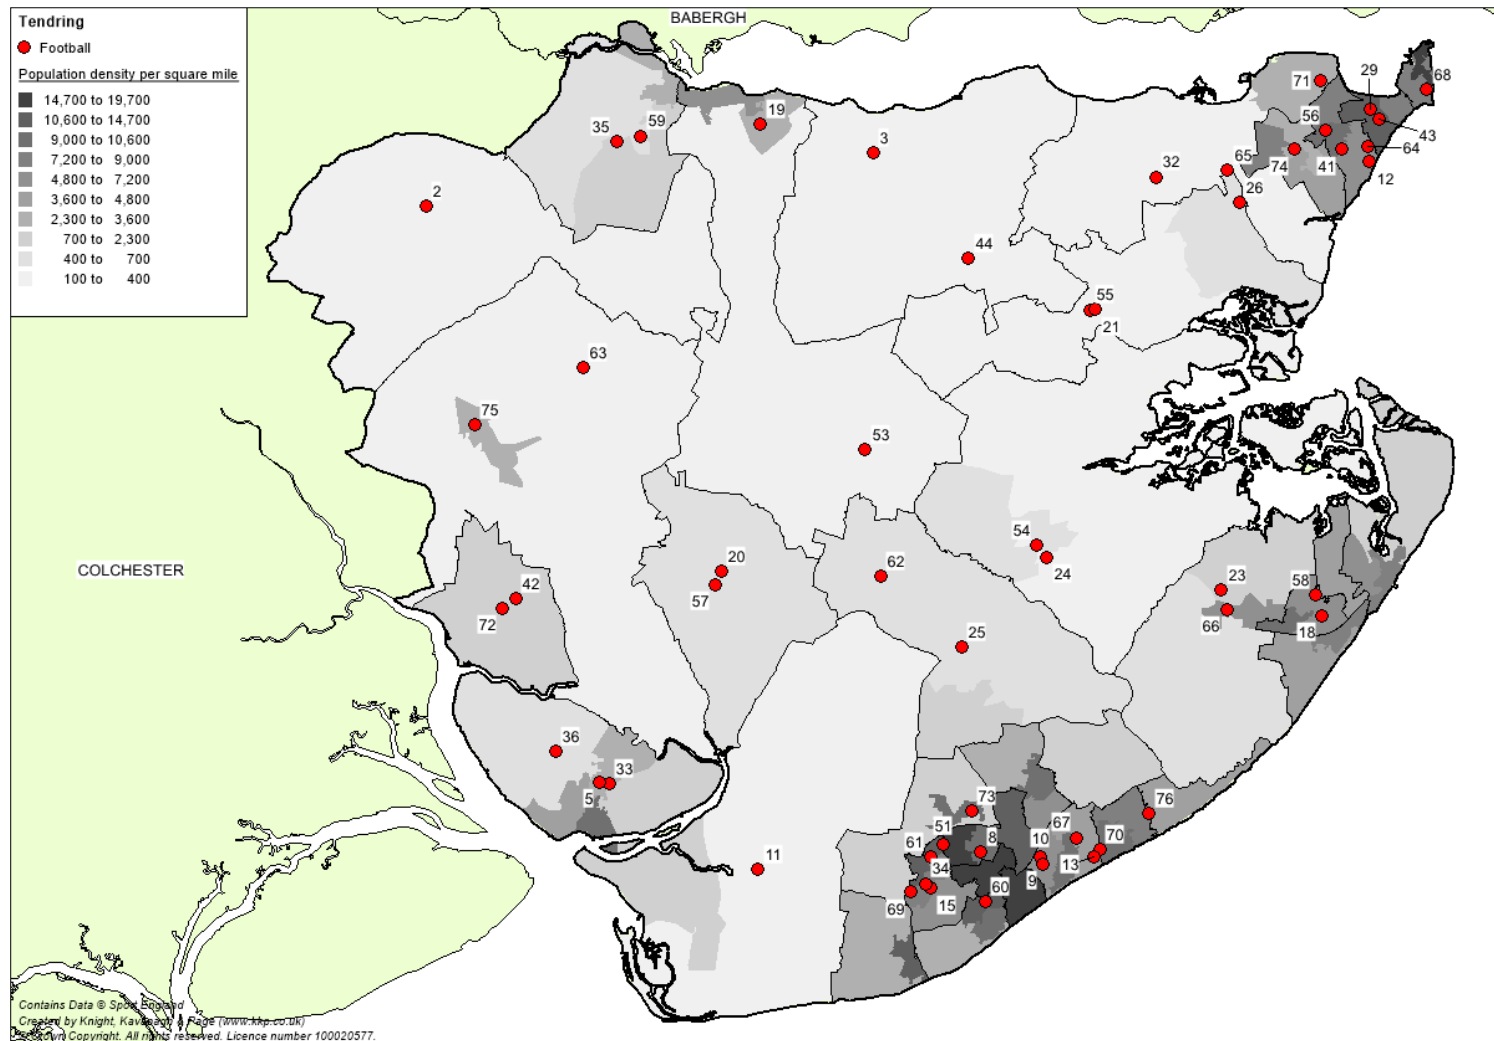 Tendring
Football
Population density per square mile
14,700 to 19,700
10,600 to 14,700
9,000 to 10,600
7,200 to 9,000
4,800 to 7,200
3,600 to 4,800
2,300 to 3,600
700 to 2,300
400 to 700
100 to 400
BABERGH
COLCHESTER
71
29
68
56
43
64
74
41
12
19
35
59
3
32
65
26
2
44
55
21
63
75
53
54
24
20
57
62
23
58
66
18
42
72
25
36
33
5
73
76
67
51
10
70
61
8
11
34
13
9
60
69
15
Contains Data © Sport England
Created by Knight, Kavanagh & Page (www.kkp.co.uk)
© Crown Copyright. All rights reserved. Licence number 100020577.